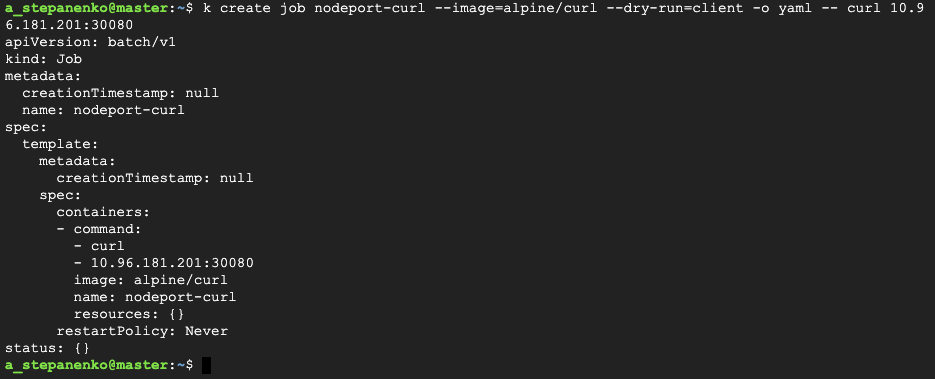 a_stepanenko@master:~$ k create job nodeport-curl --image=alpine/curl --dry-run=client -o yaml -- curl 10.9
6.181.201:30080
apiVersion: batch/v1
kind: Job
metadata:
  creationTimestamp: null
  name: nodeport-curl
spec:
  template:
    metadata:
      creationTimestamp: null
    spec:
      containers:
      - command:
        - curl
        - 10.96.181.201:30080
        image: alpine/curl
        name: nodeport-curl
        resources: {}
      restartPolicy: Never
status: {}
a_stepanenko@master:~$